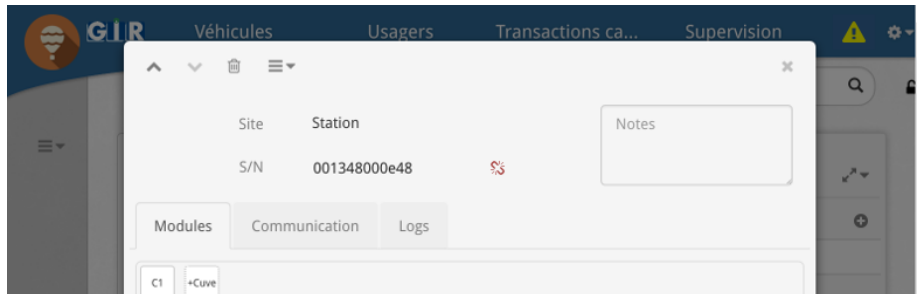 GIR Véhicules Usagers Transactions ca... Supervision
Site Station Notes
S/N 001348000e48
Modules Communication Logs
C1 +Cuve